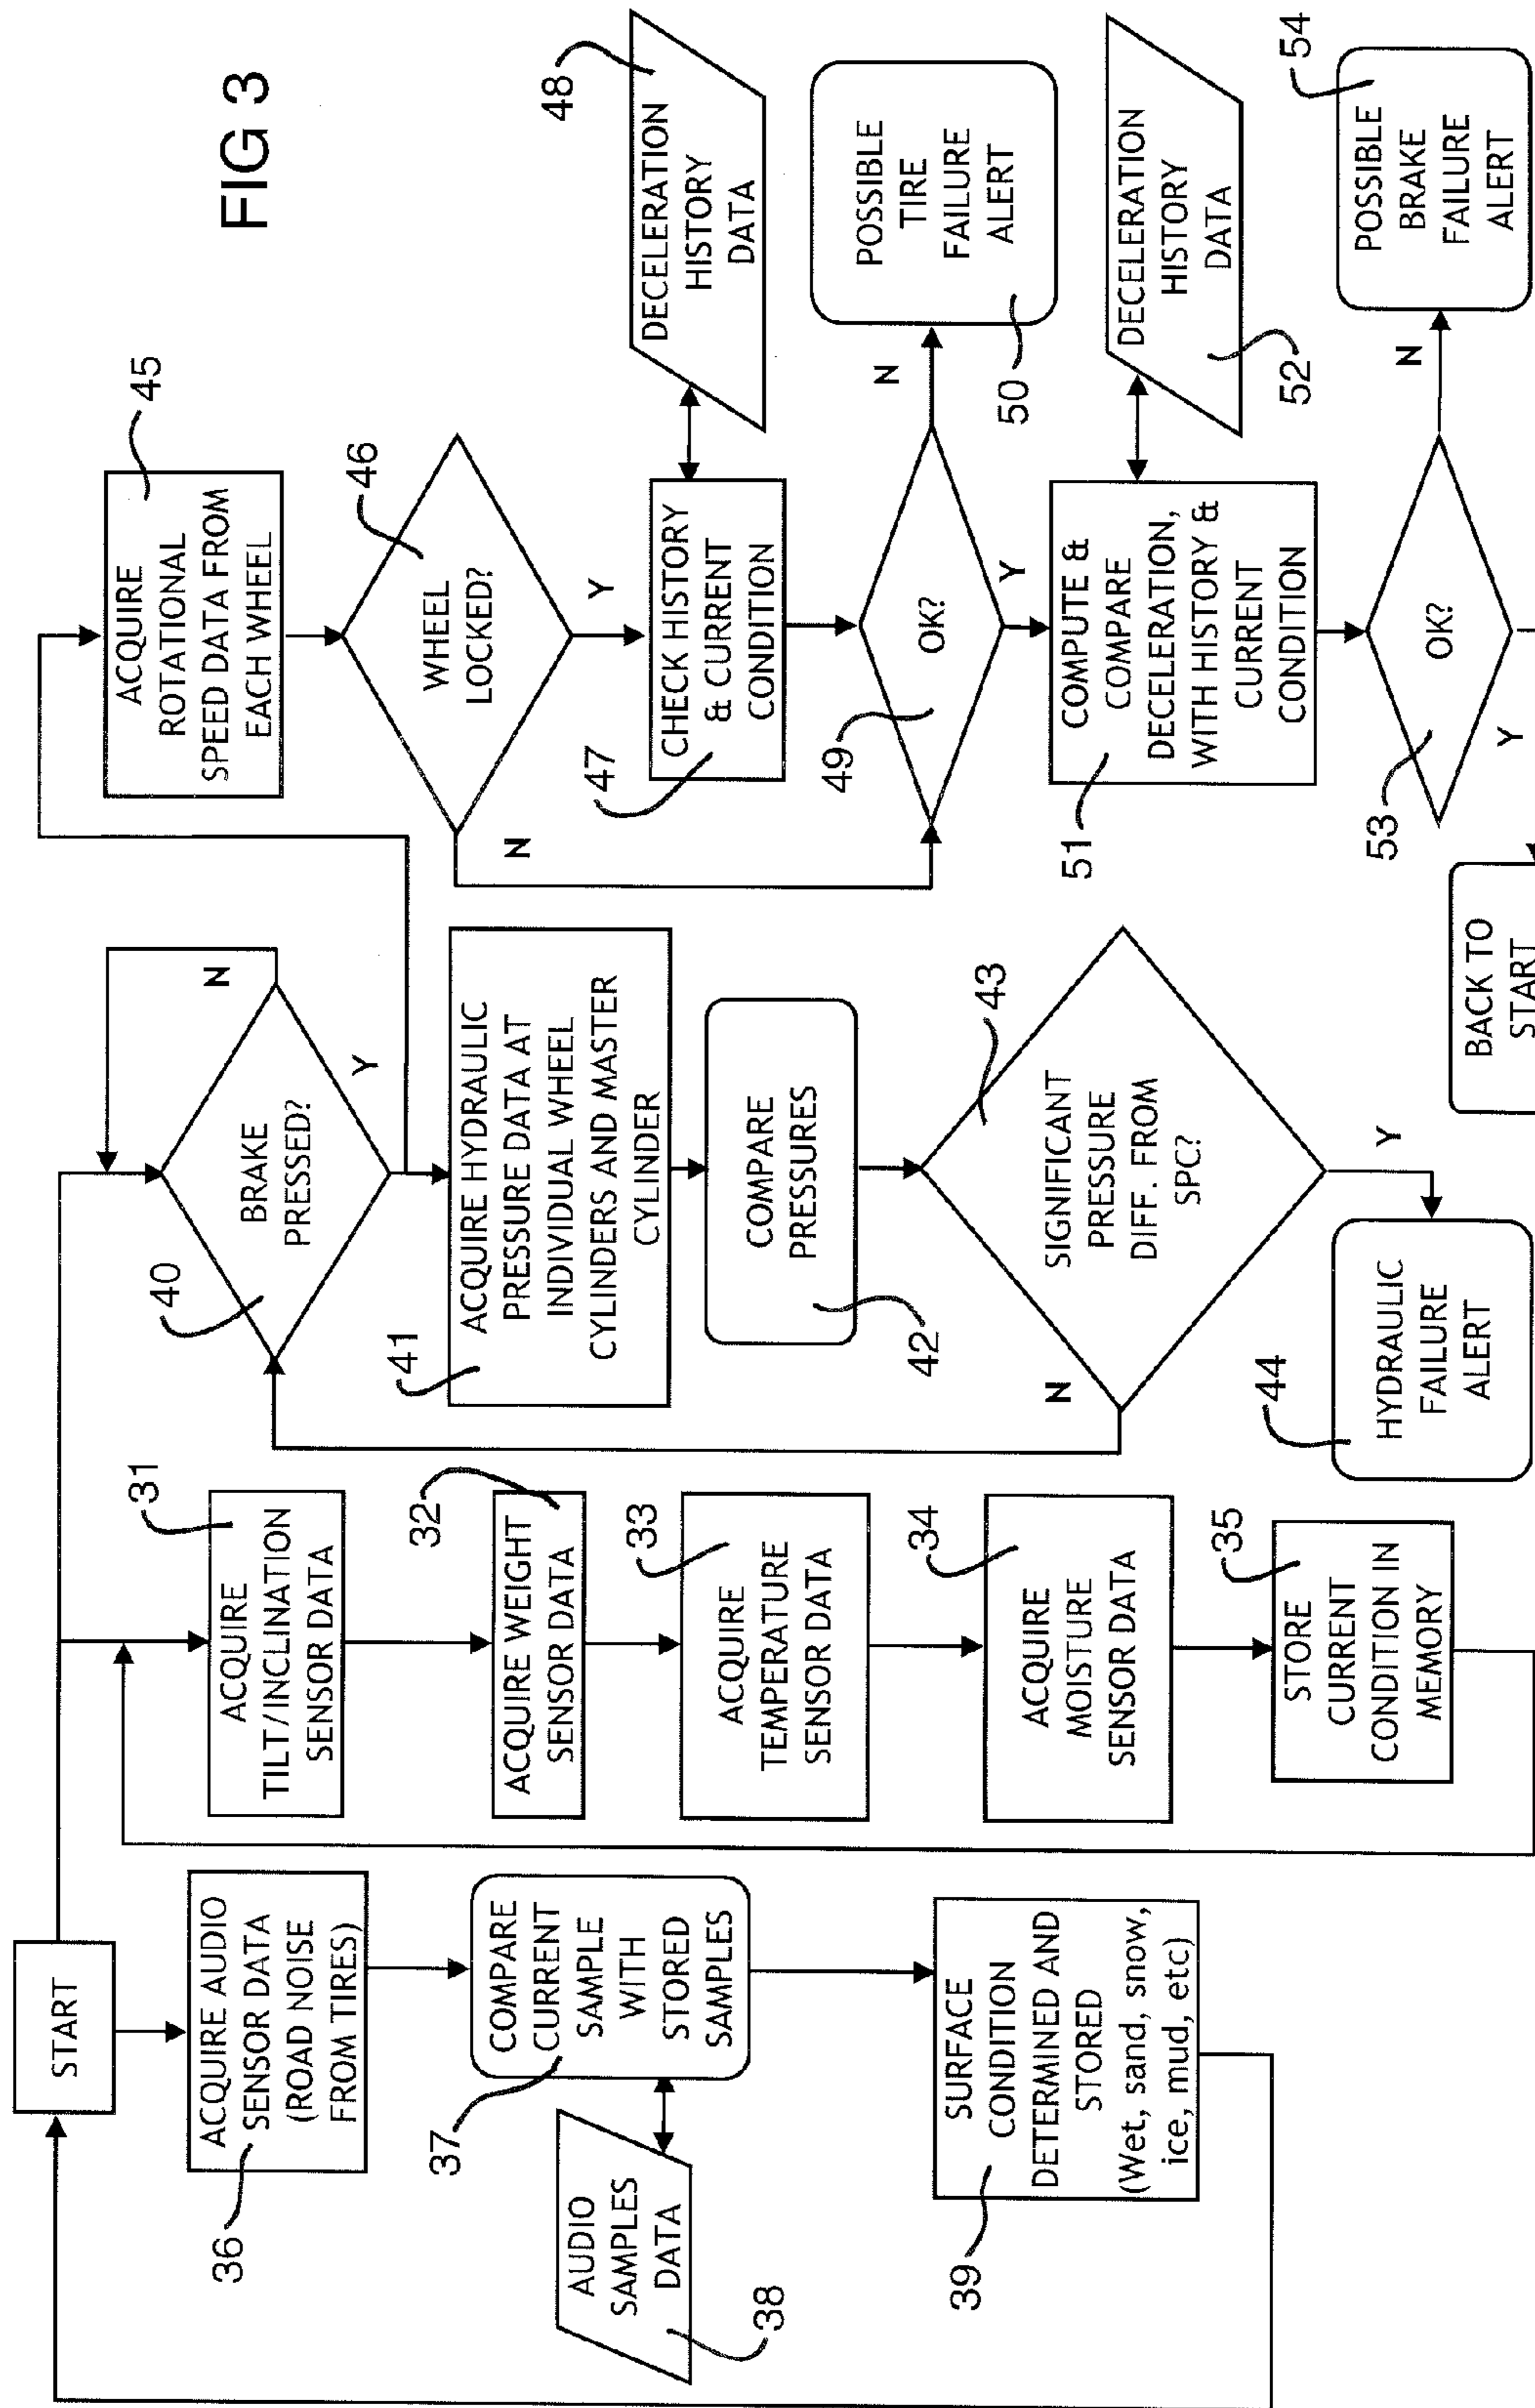 FIG 3
START
36
ACQUIRE AUDIO
SENSOR DATA
(ROAD NOISE
FROM TIRES)
37
COMPARE
CURRENT
SAMPLE
WITH
STORED
SAMPLES
AUDIO
SAMPLES
DATA
38
39
SURFACE
CONDITION
DETERMINED AND
STORED
(Wet, sand, snow,
ice, mud, etc)
31
ACQUIRE
TILT/INCLINATION
SENSOR DATA
32
ACQUIRE WEIGHT
SENSOR DATA
33
ACQUIRE
TEMPERATURE
SENSOR DATA
34
ACQUIRE
MOISTURE
SENSOR DATA
35
STORE
CURRENT
CONDITION IN
MEMORY
40
BRAKE
PRESSED?
N
Y
41
ACQUIRE HYDRAULIC
PRESSURE DATA AT
INDIVIDUAL WHEEL
CYLINDERS AND MASTER
CYLINDER
COMPARE
PRESSURES
42
43
SIGNIFICANT
PRESSURE
DIFF. FROM
SPC?
N
Y
44
HYDRAULIC
FAILURE
ALERT
45
ACQUIRE
ROTATIONAL
SPEED DATA FROM
EACH WHEEL
46
WHEEL
LOCKED?
N
Y
47
CHECK HISTORY
& CURRENT
CONDITION
48
DECELERATION
HISTORY
DATA
49
OK?
N
Y
POSSIBLE
TIRE
FAILURE
ALERT
50
51
COMPUTE &
COMPARE
DECELERATION,
WITH HISTORY &
CURRENT
CONDITION
DECELERATION
HISTORY
DATA
52
53
OK?
N
Y
54
POSSIBLE
BRAKE
FAILURE
ALERT
BACK TO
START